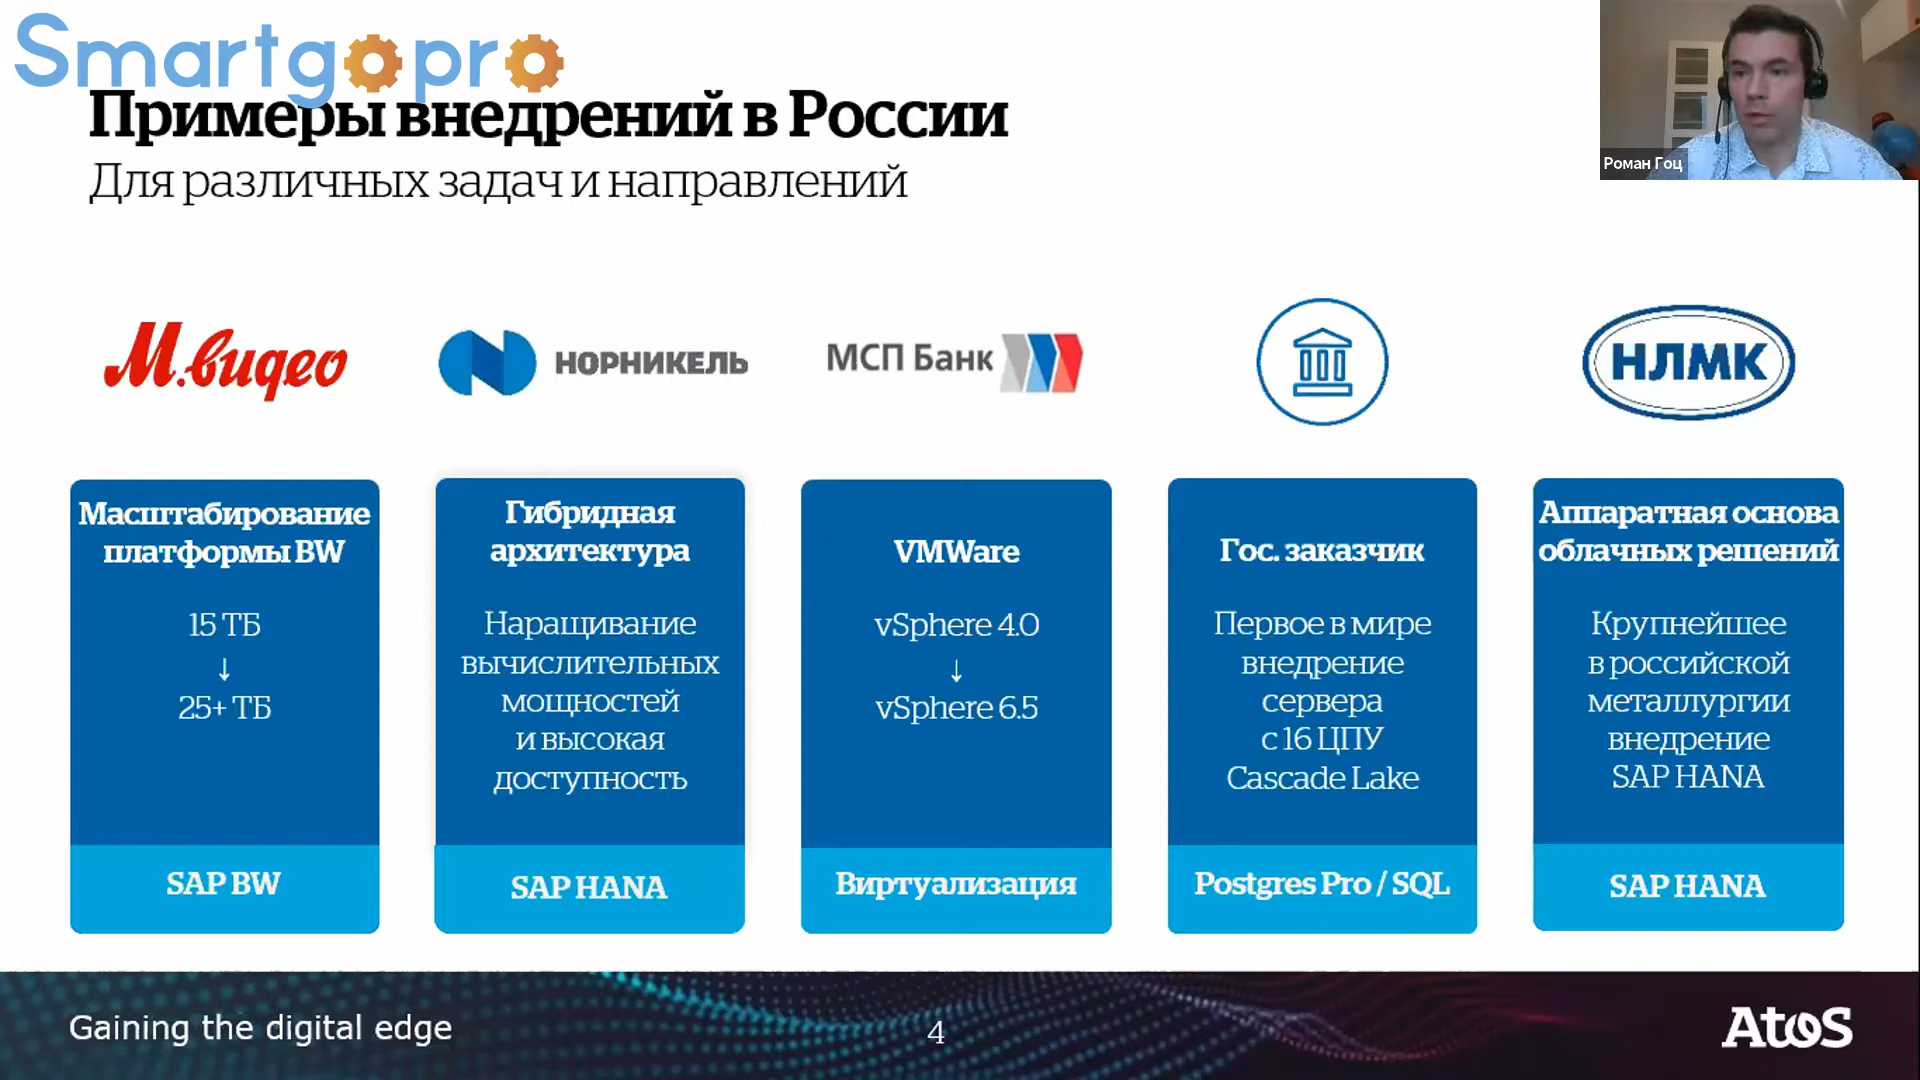 Smartgopro
Примеры внедрений в России
Для различных задач и направлений
Роман Гоц
М.видео
НОРНИКЕЛЬ
МСП Банк
НЛМК
Масштабирование
платформы BW
15 ТБ
↓
25+ ТБ
SAP BW
Гибридная
архитектура
Наращивание
вычислительных
мощностей
и высокая
доступность
SAP HANA
VMWare
vSphere 4.0
↓
vSphere 6.5
Виртуализация
Гос. заказчик
Первое в мире
внедрение
сервера
с 16 ЦПУ
Cascade Lake
Postgres Pro / SQL
Аппаратная основа
облачных решений
Крупнейшее
в российской
металлургии
внедрение
SAP HANA
SAP HANA
Gaining the digital edge
4
Atos